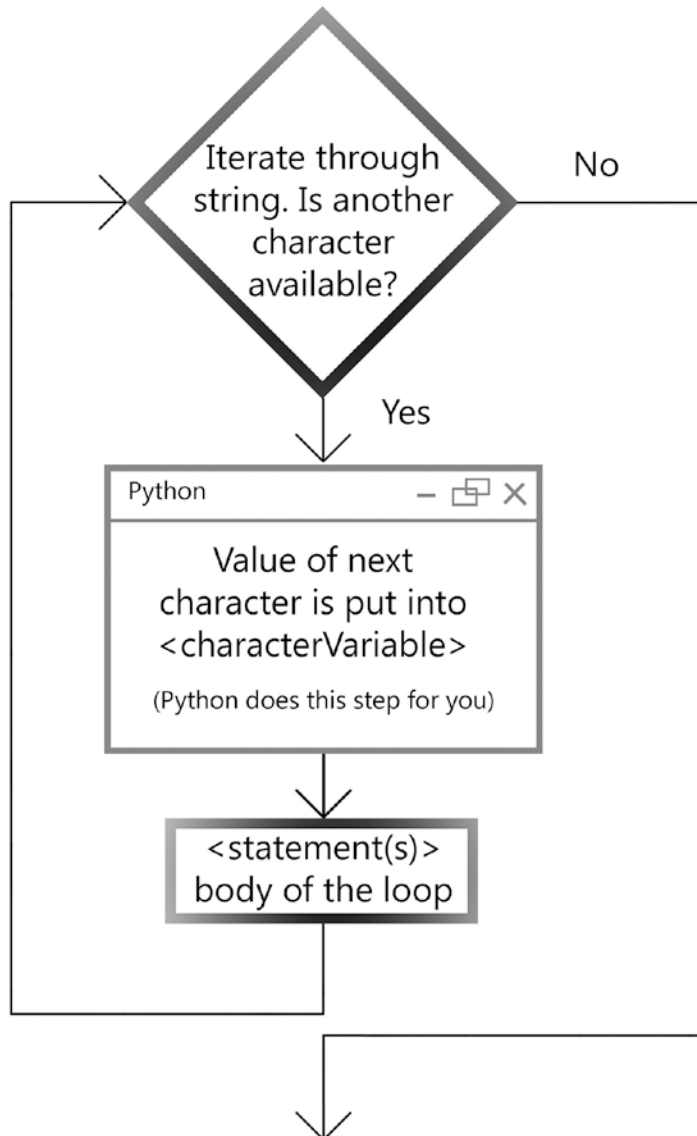 Iterate through
string. Is another
character
available?
No
Yes
Python
Value of next
character is put into
<characterVariable>
(Python does this step for you)
<statement(s)>
body of the loop